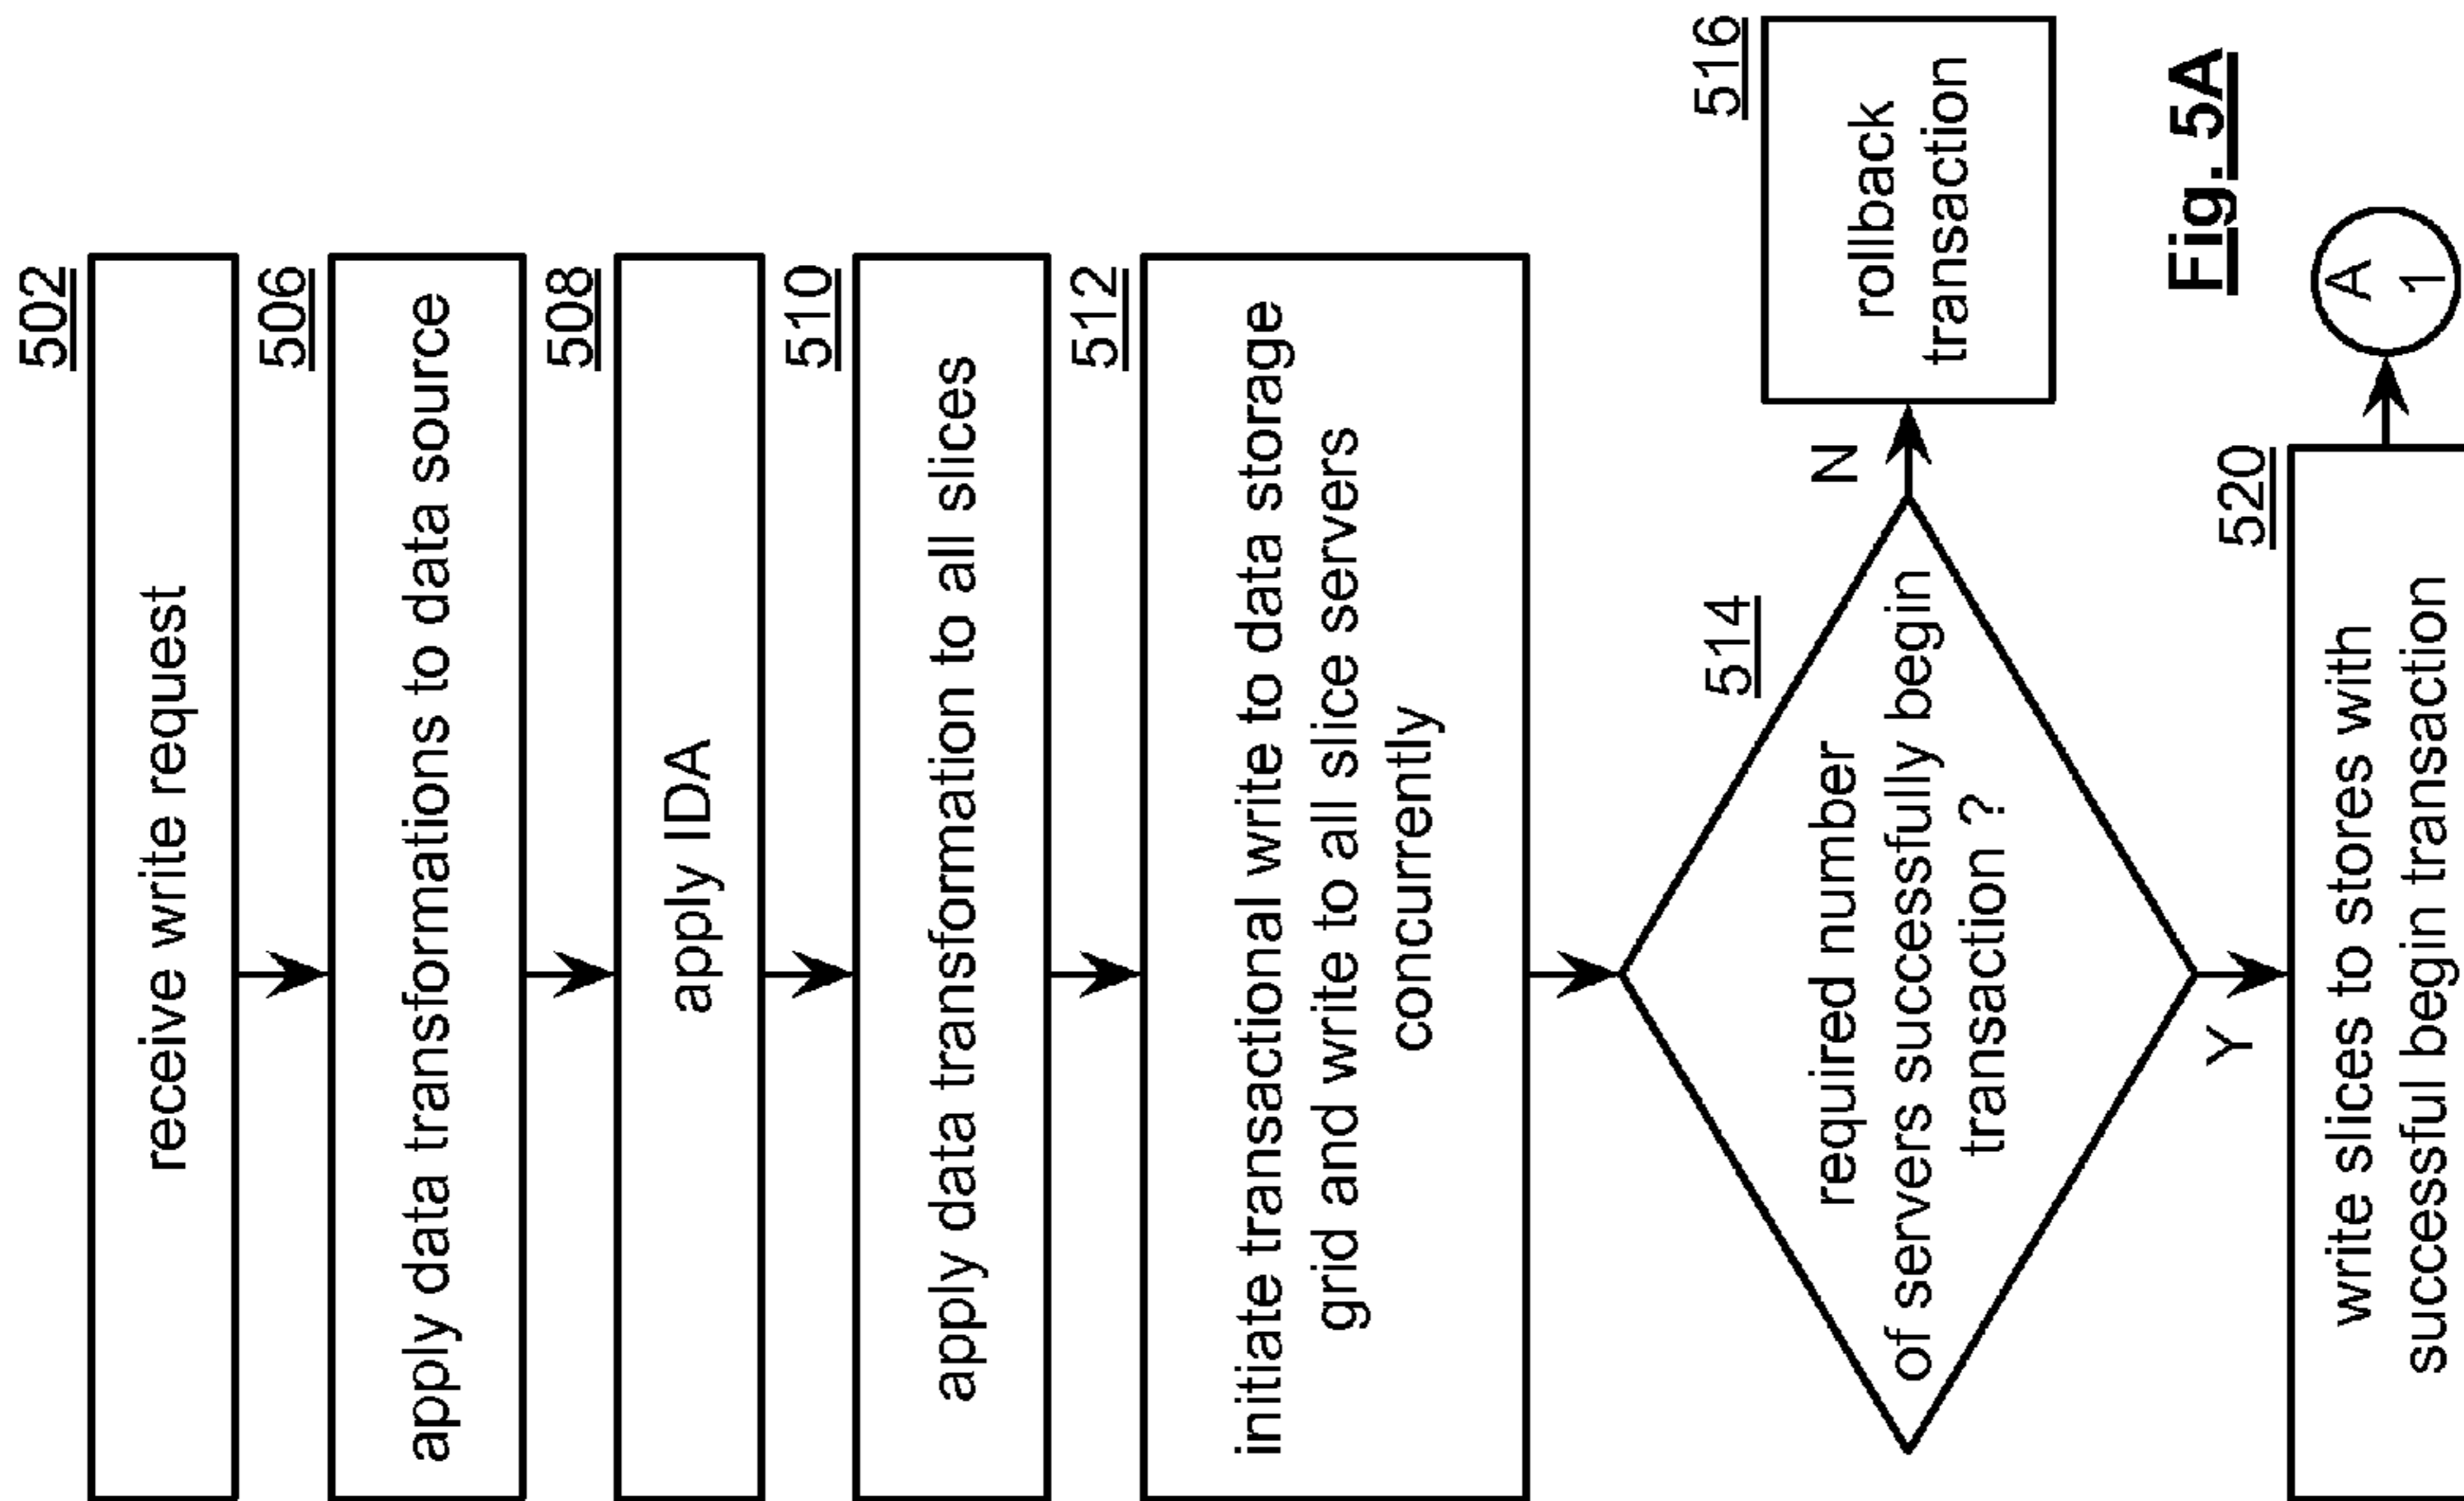 502
receive write request
506
apply data transformations to data source
508
apply IDA
510
apply data transformation to all slices
512
initiate transactional write to data storage
grid and write to all slice servers
concurrently
514
required number
of servers successfully begin
transaction ?
N
516
rollback
transaction
Y
520
write slices to stores with
successful begin transaction
A
1
Fig. 5A